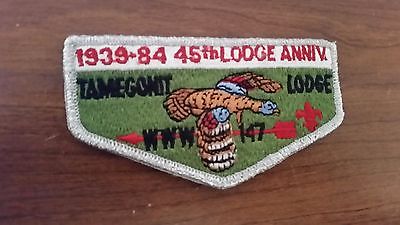 1939-84 45th LODGE ANNIV.
TAMEGONIT LODGE
WWW 147